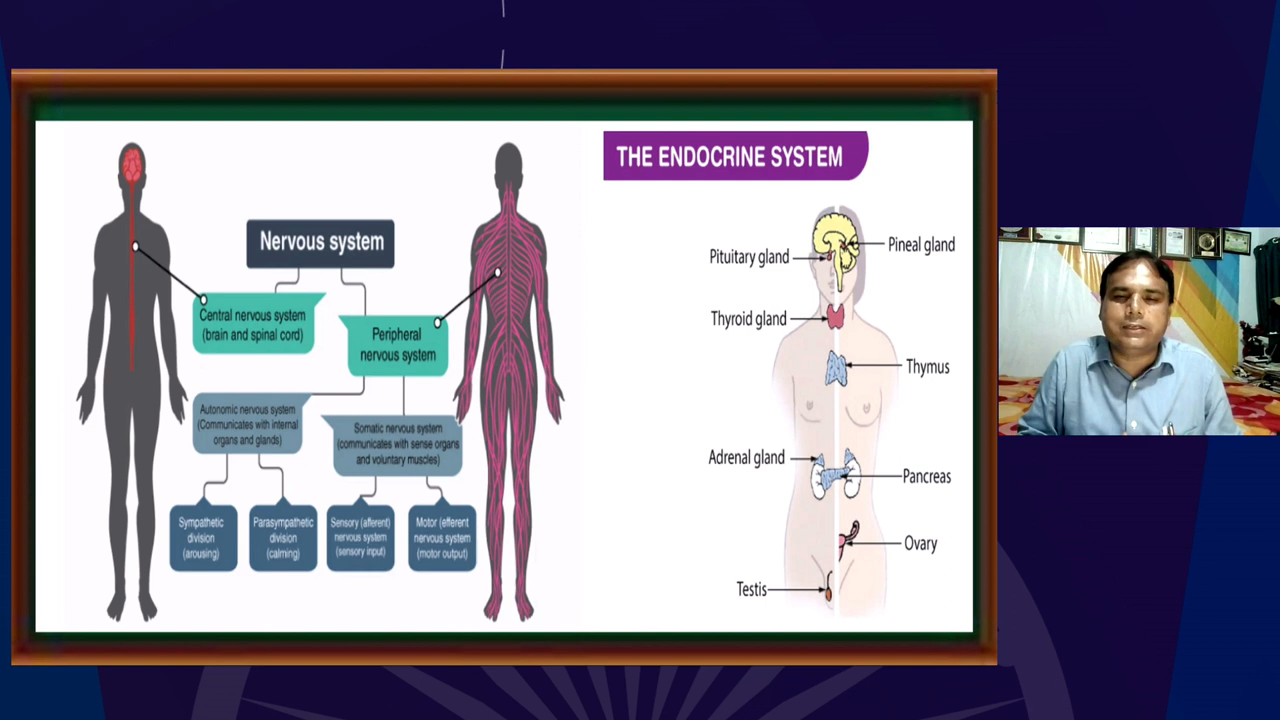 Nervous system
Central nervous system
(brain and spinal cord)
Peripheral
nervous system
Autonomic nervous system
(Communicates with internal
organs and glands)
Somatic nervous system
(communicates with sense organs
and voluntary muscles)
Sympathetic
division
(arousing)
Parasympathetic
division
(calming)
Sensory (afferent)
nervous system
(sensory input)
Motor (efferent
nervous system
(motor output)
THE ENDOCRINE SYSTEM
Pituitary gland
Pineal gland
Thyroid gland
Thymus
Adrenal gland
Pancreas
Ovary
Testis